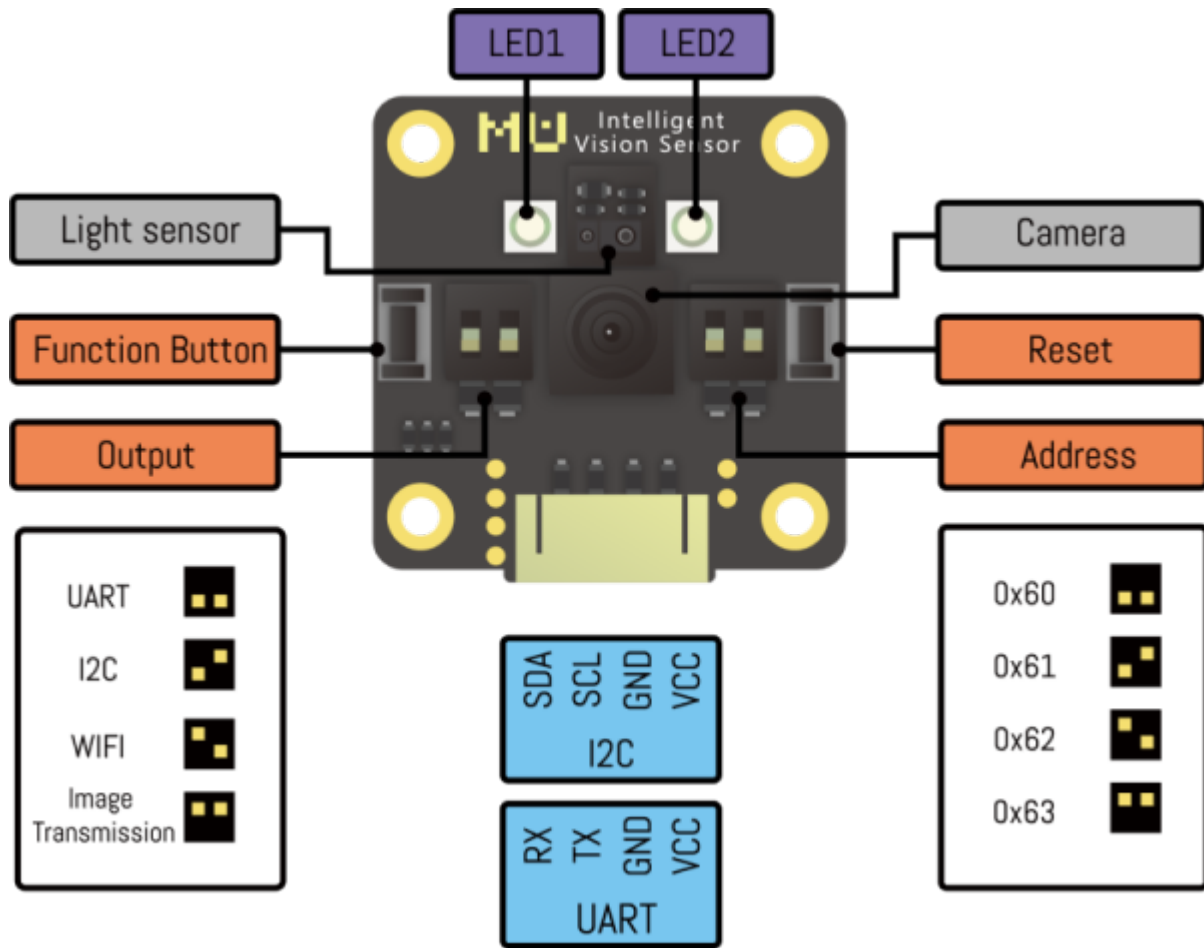 LED1
LED2
MU
Intelligent
Vision Sensor
Light sensor
Camera
Function Button
Reset
Output
Address
UART
I2C
WIFI
Image
Transmission
SDA
SCL
GND
VCC
I2C
RX
TX
GND
VCC
UART
0x60
0x61
0x62
0x63